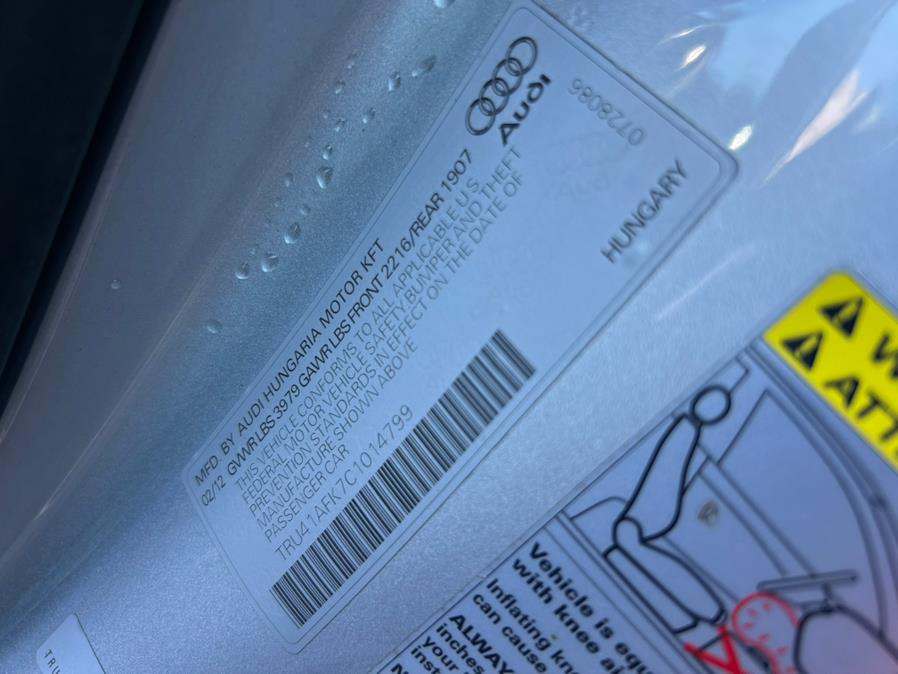 Audi
0728086
HUNGARY
MFD. BY AUDI HUNGARIA MOTOR KFT
02/12 GVWR LBS 3979 GAWR LBS FRONT 2216/REAR 1907
THIS VEHICLE CONFORMS TO ALL APPLICABLE U.S.
FEDERAL MOTOR VEHICLE SAFETY, BUMPER AND THEFT
PREVENTION STANDARDS IN EFFECT ON THE DATE OF
MANUFACTURE SHOWN ABOVE
PASSENGER CAR
TRU41AFK7C1014799
Vehicle is
with knee
Inflating
can cause
ALWAY
inches
your
TRU